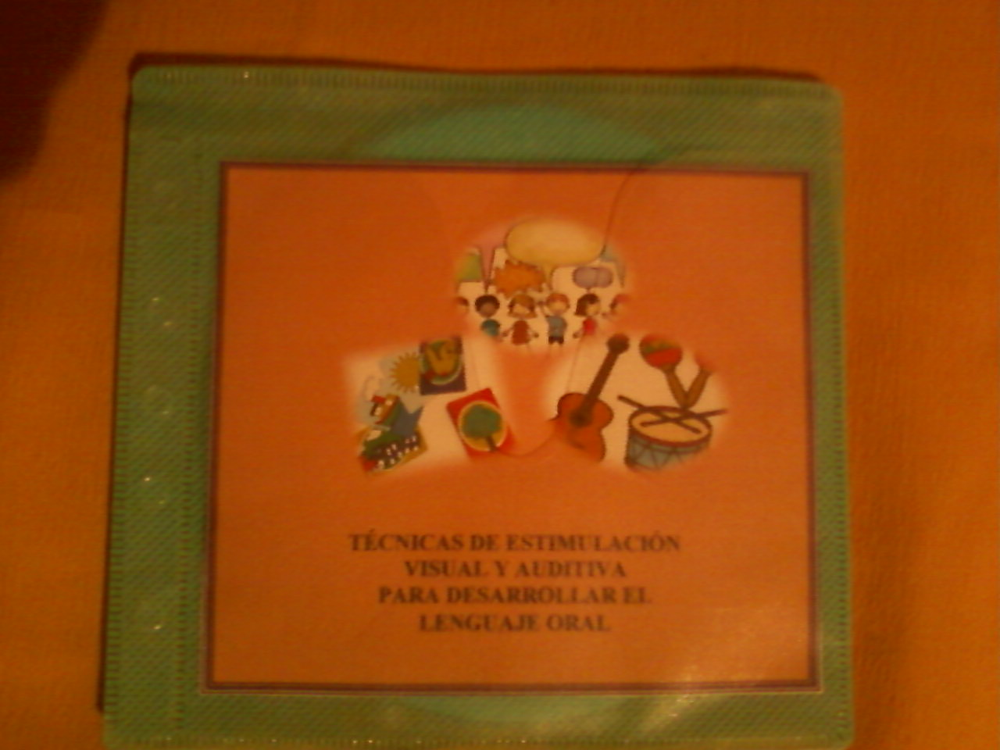 TÉCNICAS DE ESTIMULACIÓN
VISUAL Y AUDITIVA
PARA DESARROLLAR EL
LENGUAJE ORAL